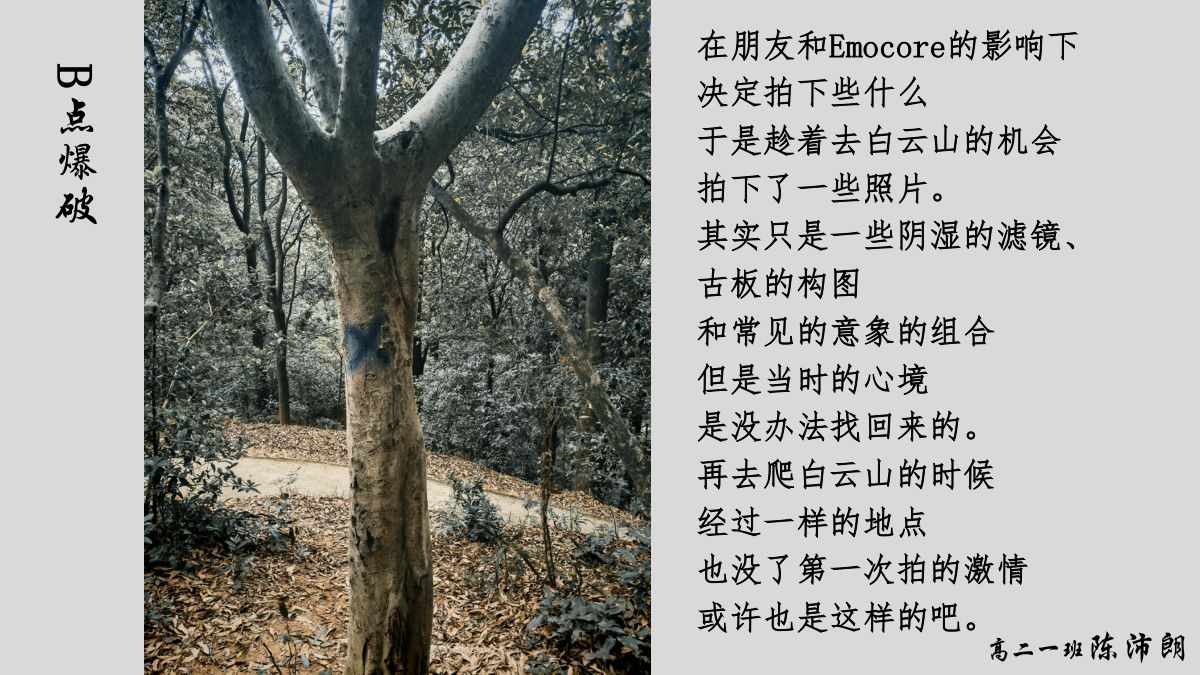 B点爆破
在朋友和Emocore的影响下
决定拍下些什么
于是趁着去白云山的机会
拍下了一些照片。
其实只是一些阴湿的滤镜、
古板的构图
和常见的意象的组合
但是当时的心境
是没办法找回来的。
再去爬白云山的时候
经过一样的地点
也没了第一次拍的激情
或许也是这样的吧。
高二一班陈沛朗